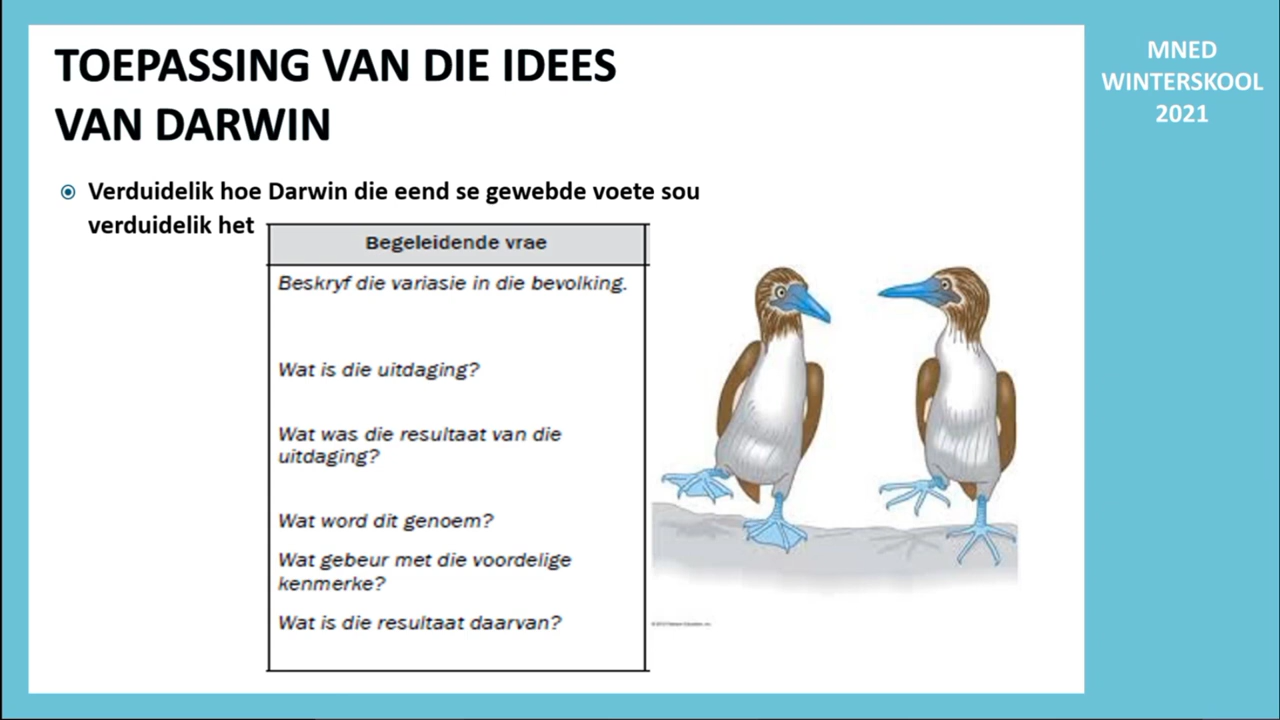 TOEPASSING VAN DIE IDEES
VAN DARWIN
MNED
WINTERSKOOL
2021
Verduidelik hoe Darwin die eend se gewebde voete sou
verduidelik het
Begeleidende vrae
Beskryf die variasie in die bevolking.
Wat is die uitdaging?
Wat was die resultaat van die
uitdaging?
Wat word dit genoem?
Wat gebeur met die voordelige
kenmerke?
Wat is die resultaat daarvan?